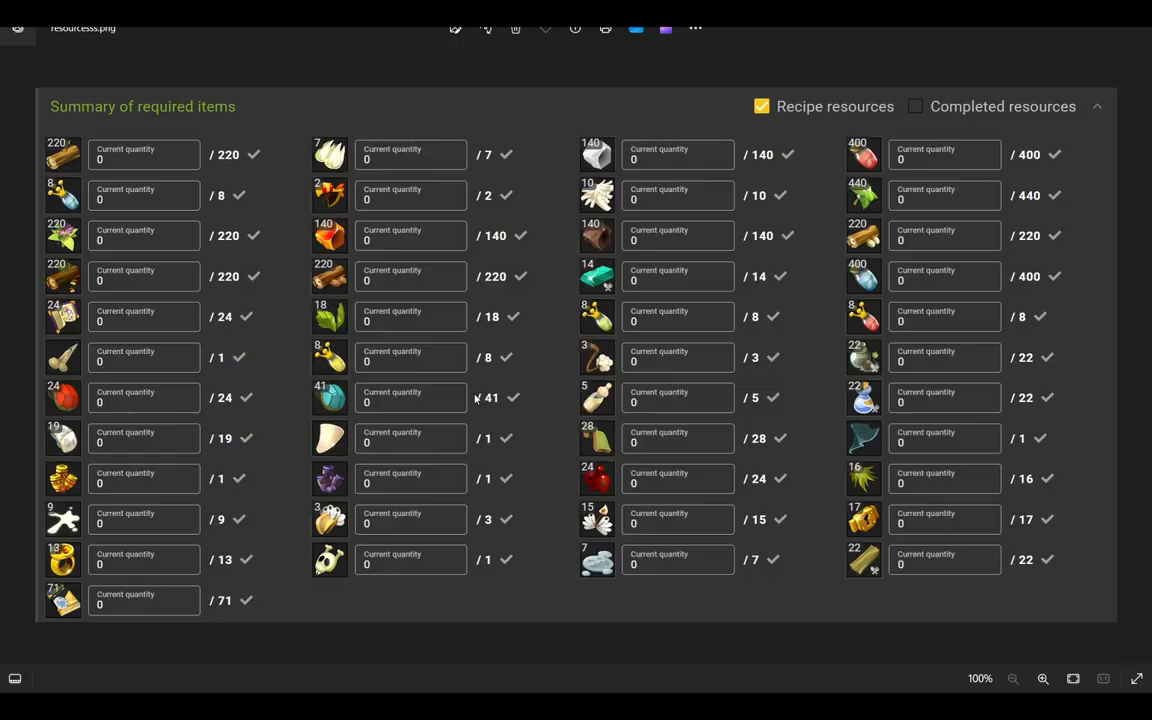 resourcesss.png
Summary of required items
Recipe resources
Completed resources
220 Current quantity 0 / 220
7 Current quantity 0 / 7
140 Current quantity 0 / 140
400 Current quantity 0 / 400
8 Current quantity 0 / 8
2 Current quantity 0 / 2
10 Current quantity 0 / 10
440 Current quantity 0 / 440
220 Current quantity 0 / 220
140 Current quantity 0 / 140
140 Current quantity 0 / 140
220 Current quantity 0 / 220
220 Current quantity 0 / 220
220 Current quantity 0 / 220
14 Current quantity 0 / 14
400 Current quantity 0 / 400
24 Current quantity 0 / 24
18 Current quantity 0 / 18
8 Current quantity 0 / 8
8 Current quantity 0 / 8
Current quantity 0 / 1
8 Current quantity 0 / 8
3 Current quantity 0 / 3
22 Current quantity 0 / 22
24 Current quantity 0 / 24
41 Current quantity 0 / 41
5 Current quantity 0 / 5
22 Current quantity 0 / 22
19 Current quantity 0 / 19
Current quantity 0 / 1
28 Current quantity 0 / 28
Current quantity 0 / 1
Current quantity 0 / 1
Current quantity 0 / 1
24 Current quantity 0 / 24
16 Current quantity 0 / 16
9 Current quantity 0 / 9
3 Current quantity 0 / 3
15 Current quantity 0 / 15
17 Current quantity 0 / 17
13 Current quantity 0 / 13
Current quantity 0 / 1
7 Current quantity 0 / 7
22 Current quantity 0 / 22
71 Current quantity 0 / 71
100%